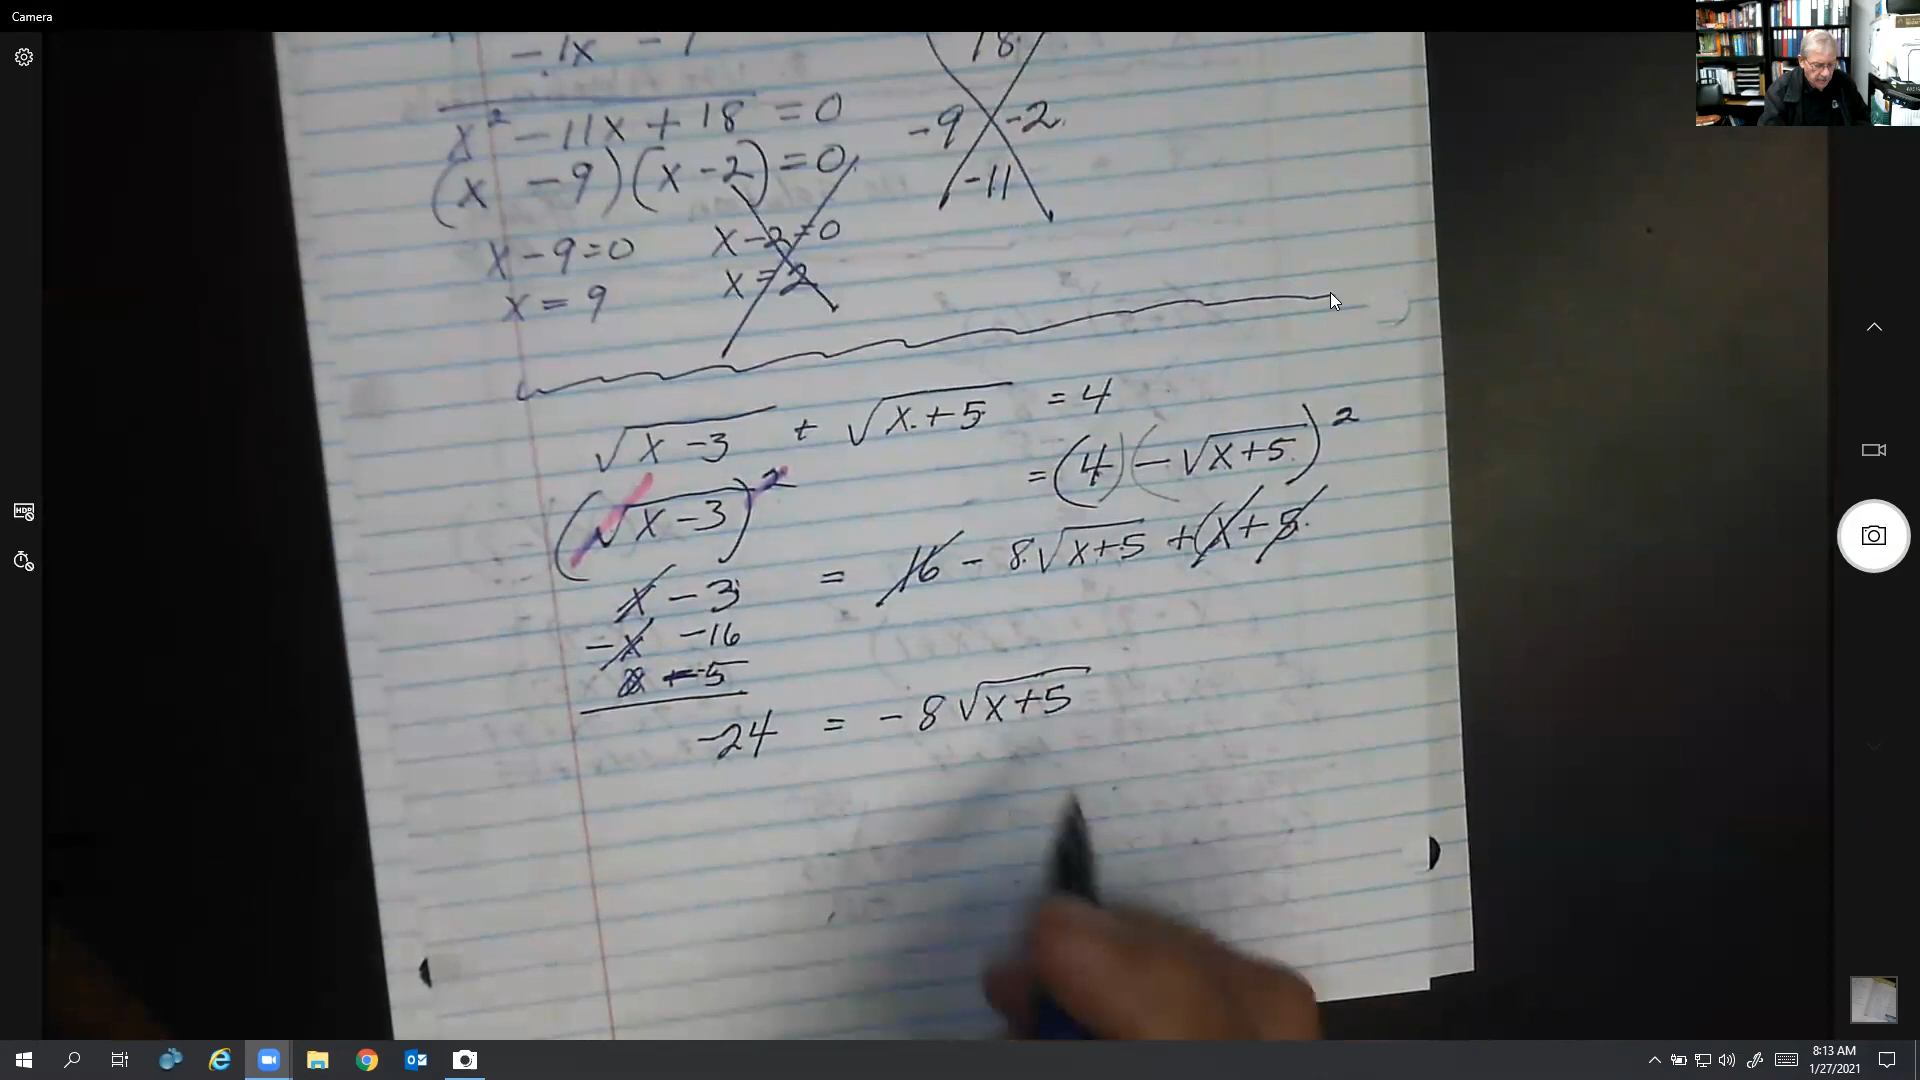 Camera
- 1x - 1
18
x² - 11x + 18 = 0
-9 -2
(x - 9)(x - 2) = 0
-11
x - 9 = 0 x - 2 = 0
x = 9 x = 2
√x - 3 + √x + 5 = 4
(√x - 3)² = (4)(- √x + 5)²
x - 3 = 16 - 8√x+5 + (x + 5
- x - 16
- 5
-24 = - 8√x+5
8:13 AM
1/27/2021